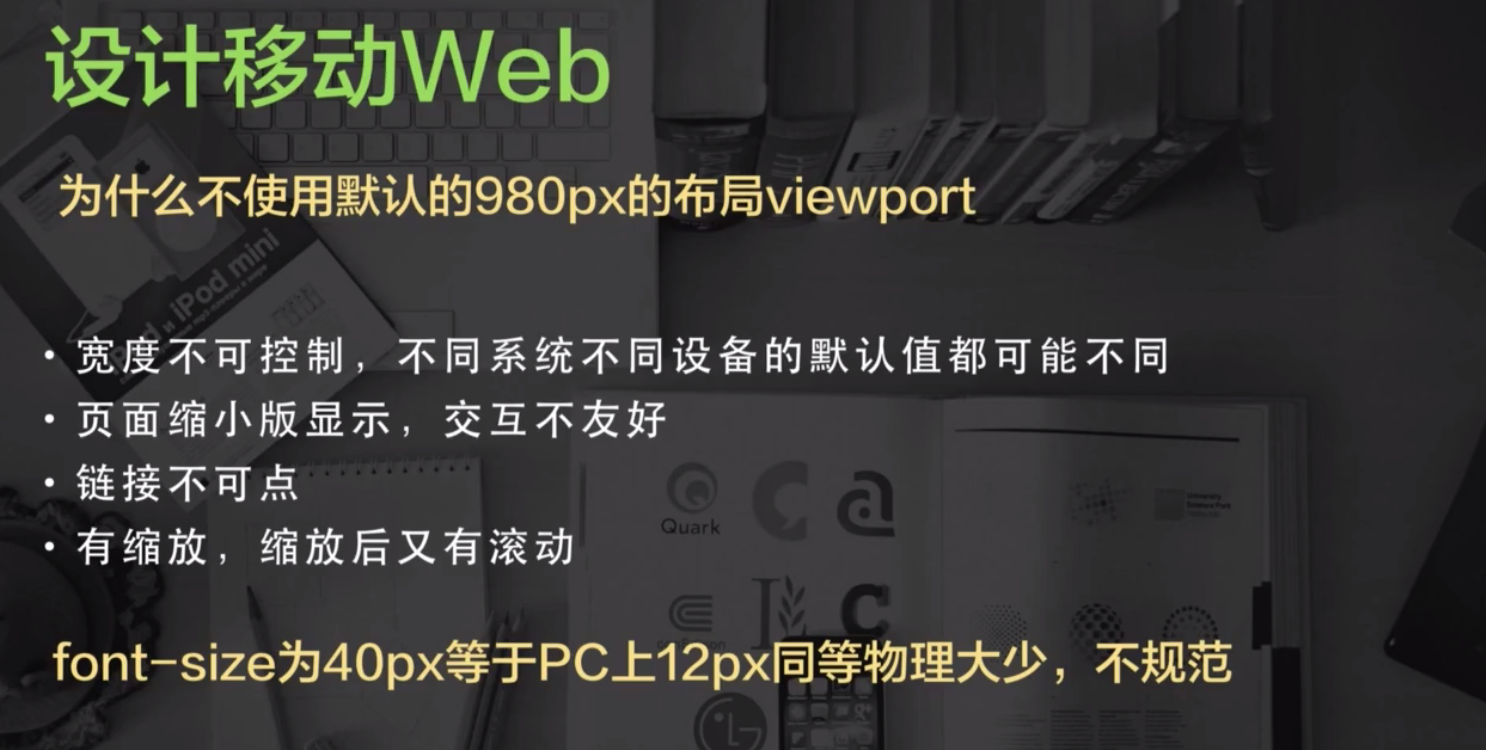 设计移动Web
为什么不使用默认的980px的布局viewport
• 宽度不可控制，不同系统不同设备的默认值都可能不同
• 页面缩小版显示，交互不友好
• 链接不可点
• 有缩放，缩放后又有滚动
font-size为40px等于PC上12px同等物理大少，不规范
iPod и iPod mini
Quark